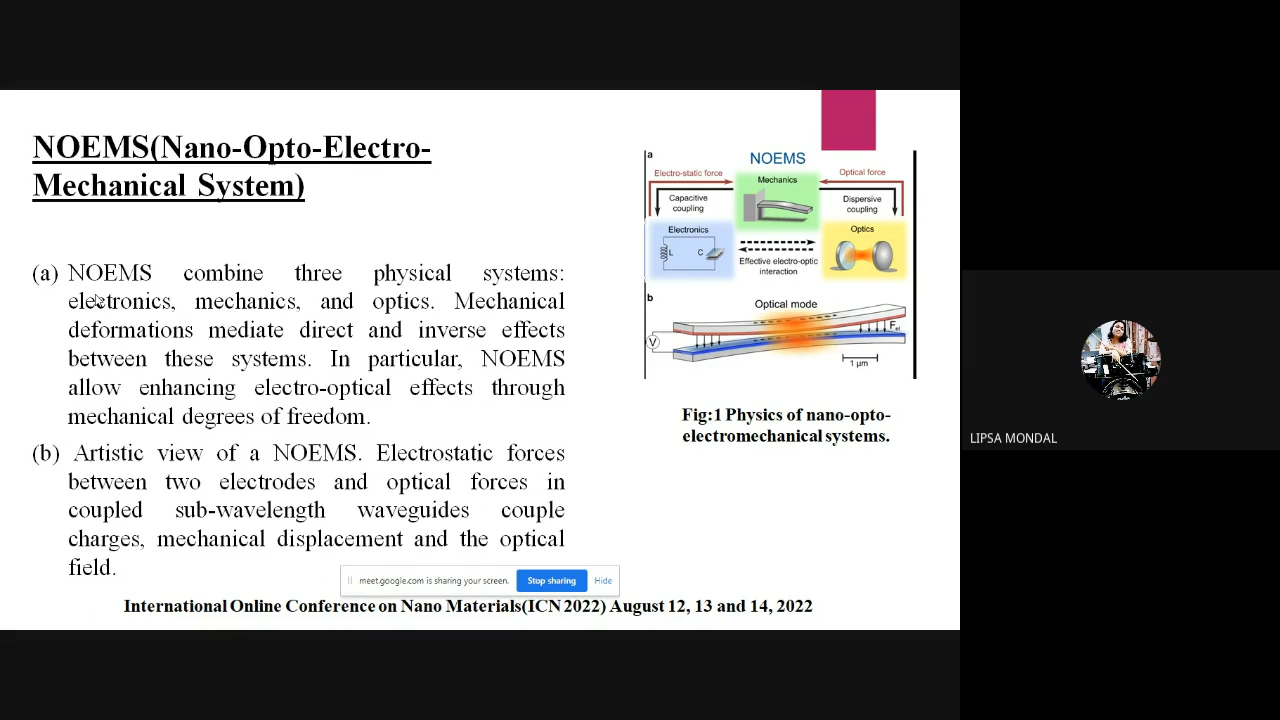 NOEMS(Nano-Opto-Electro-
Mechanical System)
(a) NOEMS combine three physical systems:
electronics, mechanics, and optics. Mechanical
deformations mediate direct and inverse effects
between these systems. In particular, NOEMS
allow enhancing electro-optical effects through
mechanical degrees of freedom.
(b) Artistic view of a NOEMS. Electrostatic forces
between two electrodes and optical forces in
coupled sub-wavelength waveguides couple
charges, mechanical displacement and the optical
field.
a
NOEMS
Electro-static force
Mechanics
Optical force
Capacitive
coupling
Dispersive
coupling
Electronics
L
C
Optics
Effective electro-optic
interaction
b
Optical mode
V
Fel
1 μm
Fig:1 Physics of nano-opto-
electromechanical systems.
meet.google.com is sharing your screen.
Stop sharing
Hide
International Online Conference on Nano Materials(ICN 2022) August 12, 13 and 14, 2022
LIPSA MONDAL